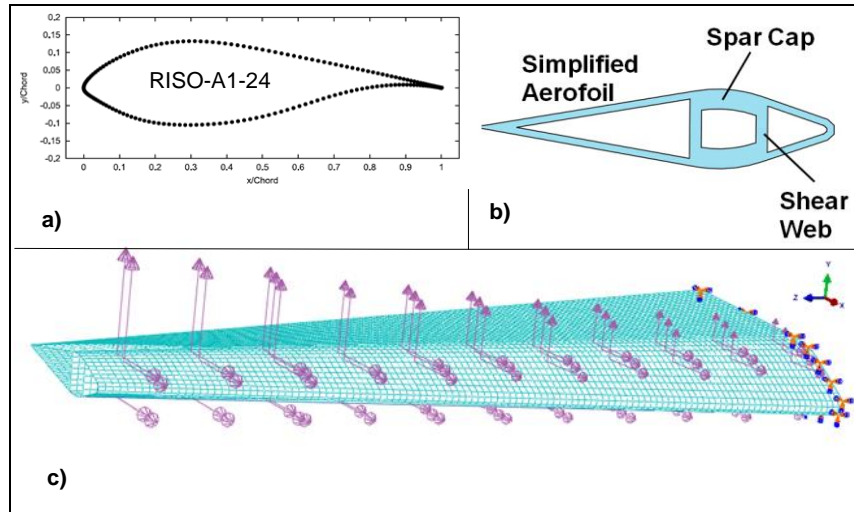 0,2
0,15
0,1
0,05
0
-0,05
-0,1
-0,15
-0,2
y/Chord
RISO-A1-24
0 0.1 0.2 0.3 0.4 0.5 0.6 0.7 0.8 0.9 1
x/Chord
a)
Spar Cap
Simplified
Aerofoil
Shear
Web
b)
Y
Z X
c)